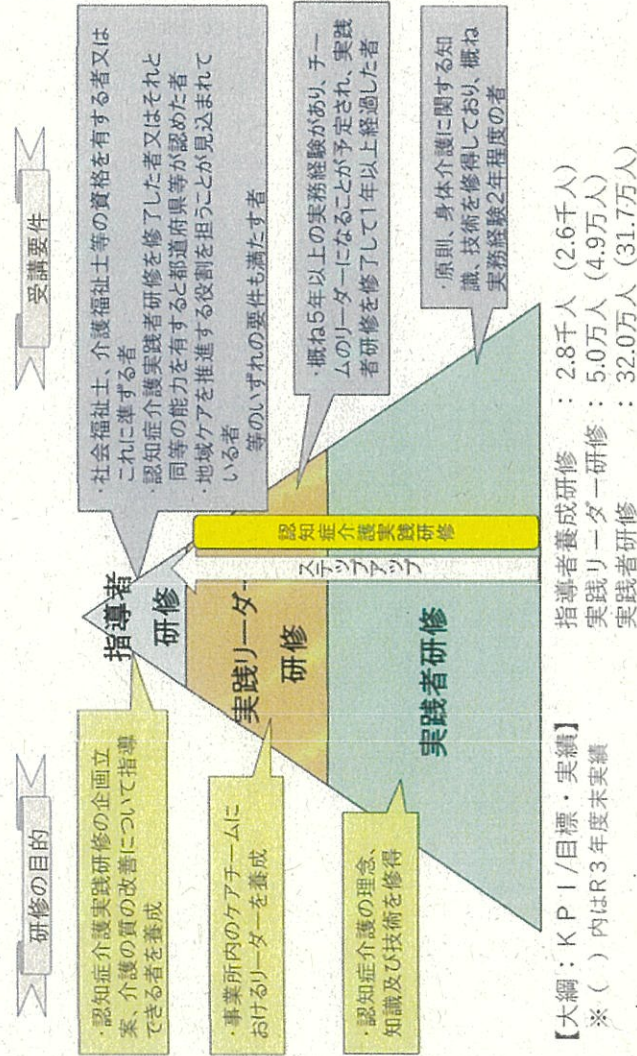 研修の目的
受講要件
・認知症介護実践研修の企画立
案、介護の質の改善について指導
できる者を養成
・事業所内のケアチームに
おけるリーダーを養成
・認知症介護の理念、
知識及び技術を修得
指導者
研修
実践リーダー
研修
実践者研修
ステップアップ
認知症介護実践研修
・社会福祉士、介護福祉士等の資格を有する者又は
これに準ずる者
・認知症介護実践者研修を修了した者又はそれと
同等の能力を有すると都道府県等が認めた者
・地域ケアを推進する役割を担うことが見込まれて
いる者
等のいずれの要件も満たす者
・概ね5年以上の実務経験があり、チー
ムのリーダーになることが予定され、実践
者研修を修了して1年以上経過した者
・原則、身体介護に関する知
識、技術を修得しており、概ね
実務経験2年程度の者
【大綱：ＫＰＩ/目標・実績】
※（ ）内はR３年度末実績
指導者養成研修 ： 2.8千人（2.6千人）
実践リーダー研修 ： 5.0万人（4.9万人）
実践者研修 ： 32.0万人（31.7万人）